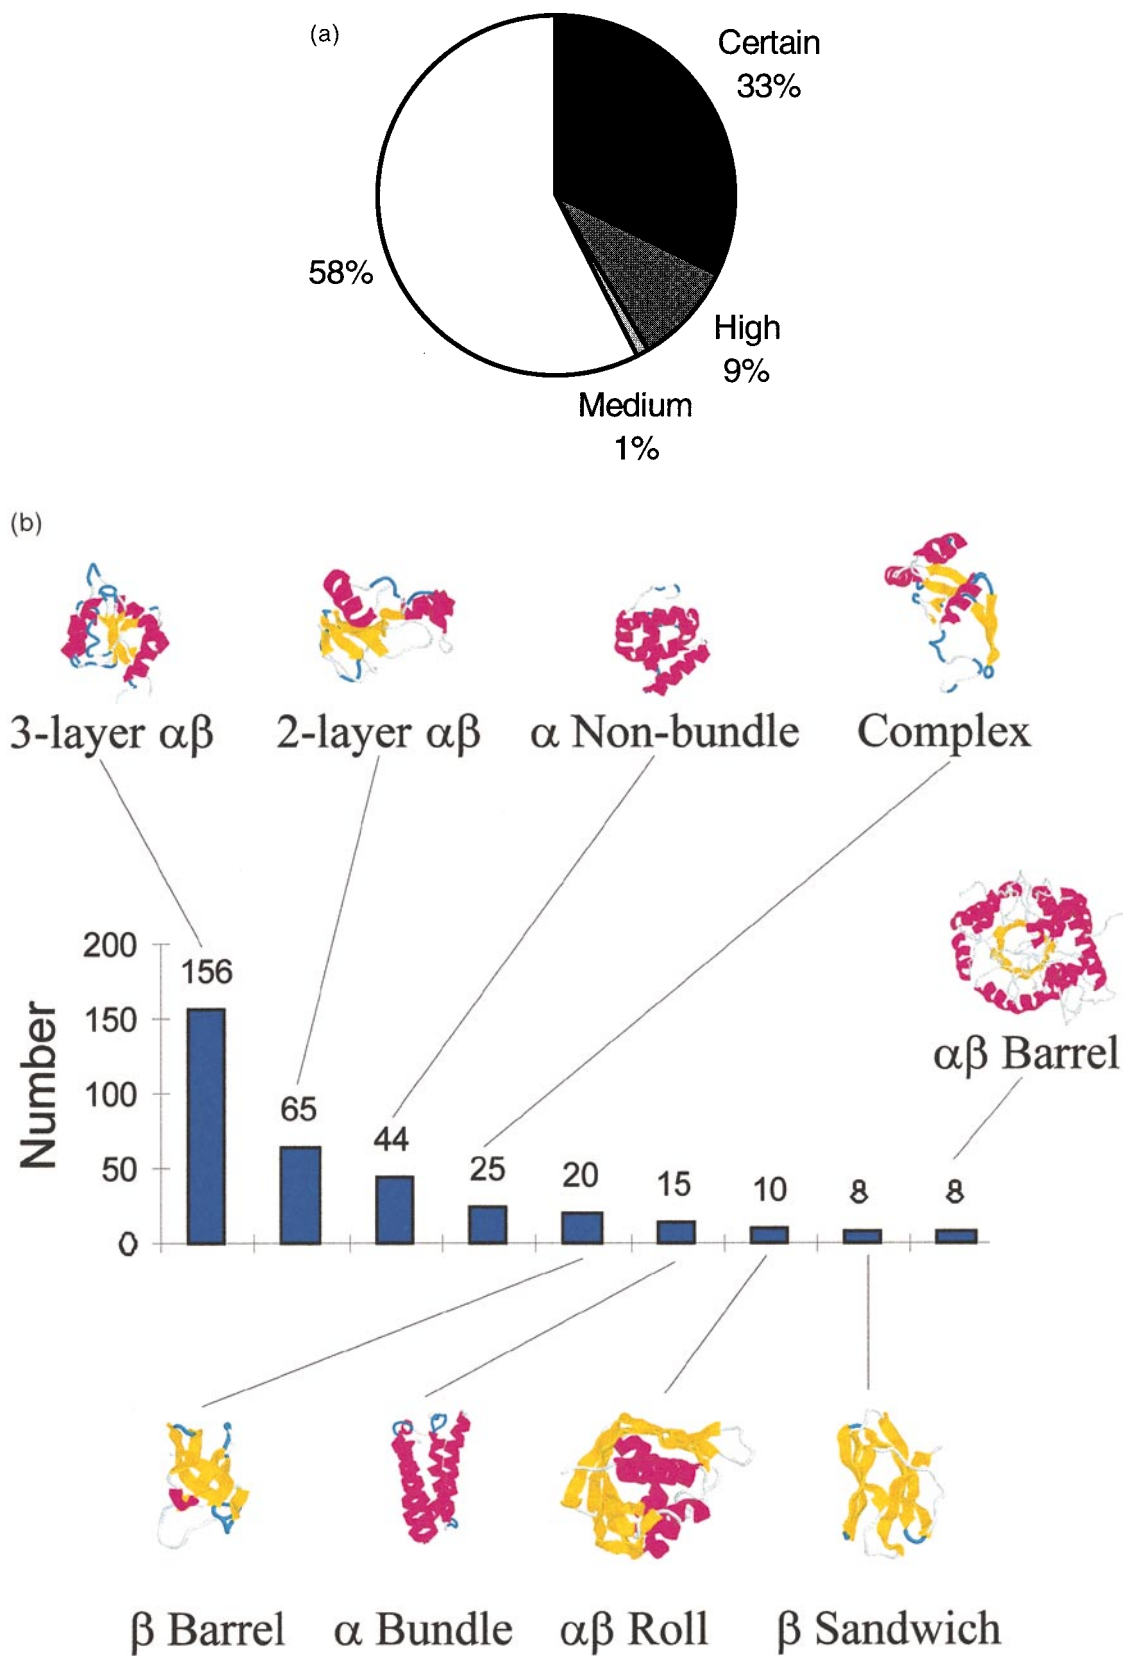 (a)
Certain
33%
58%
High
9%
Medium
1%
(b)
3-layer αβ
2-layer αβ
α Non-bundle
Complex
αβ Barrel
Number
200
150
100
50
0
156
65
44
25
20
15
10
8
8
β Barrel
α Bundle
αβ Roll
β Sandwich